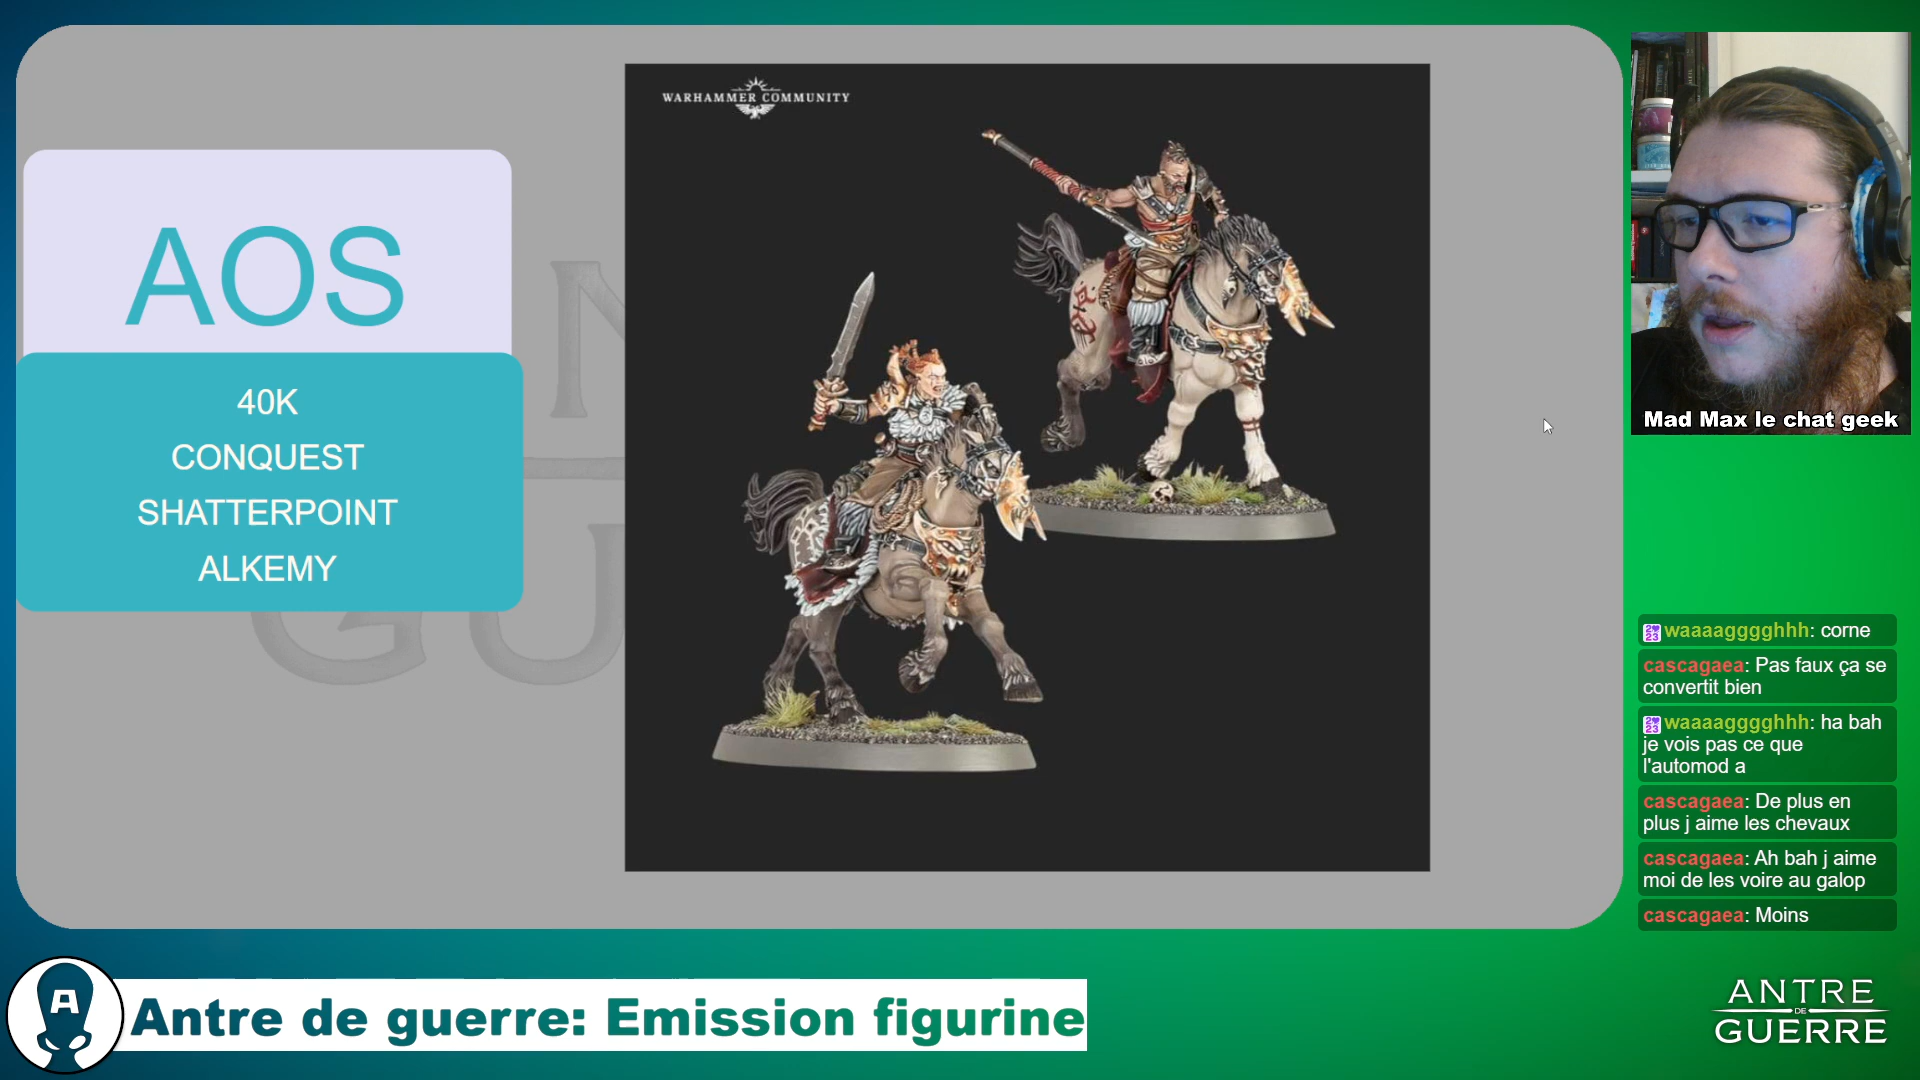 WARHAMMER COMMUNITY
AOS
40K
CONQUEST
SHATTERPOINT
ALKEMY
Mad Max le chat geek
waaaagggghhh: corne
cascagaea: Pas faux ça se
convertit bien
waaaagggghhh: ha bah
je vois pas ce que
l'automod a
cascagaea: De plus en
plus j aime les chevaux
cascagaea: Ah bah j aime
moi de les voire au galop
cascagaea: Moins
A
Antre de guerre: Emission figurine
ANTRE
DE
GUERRE